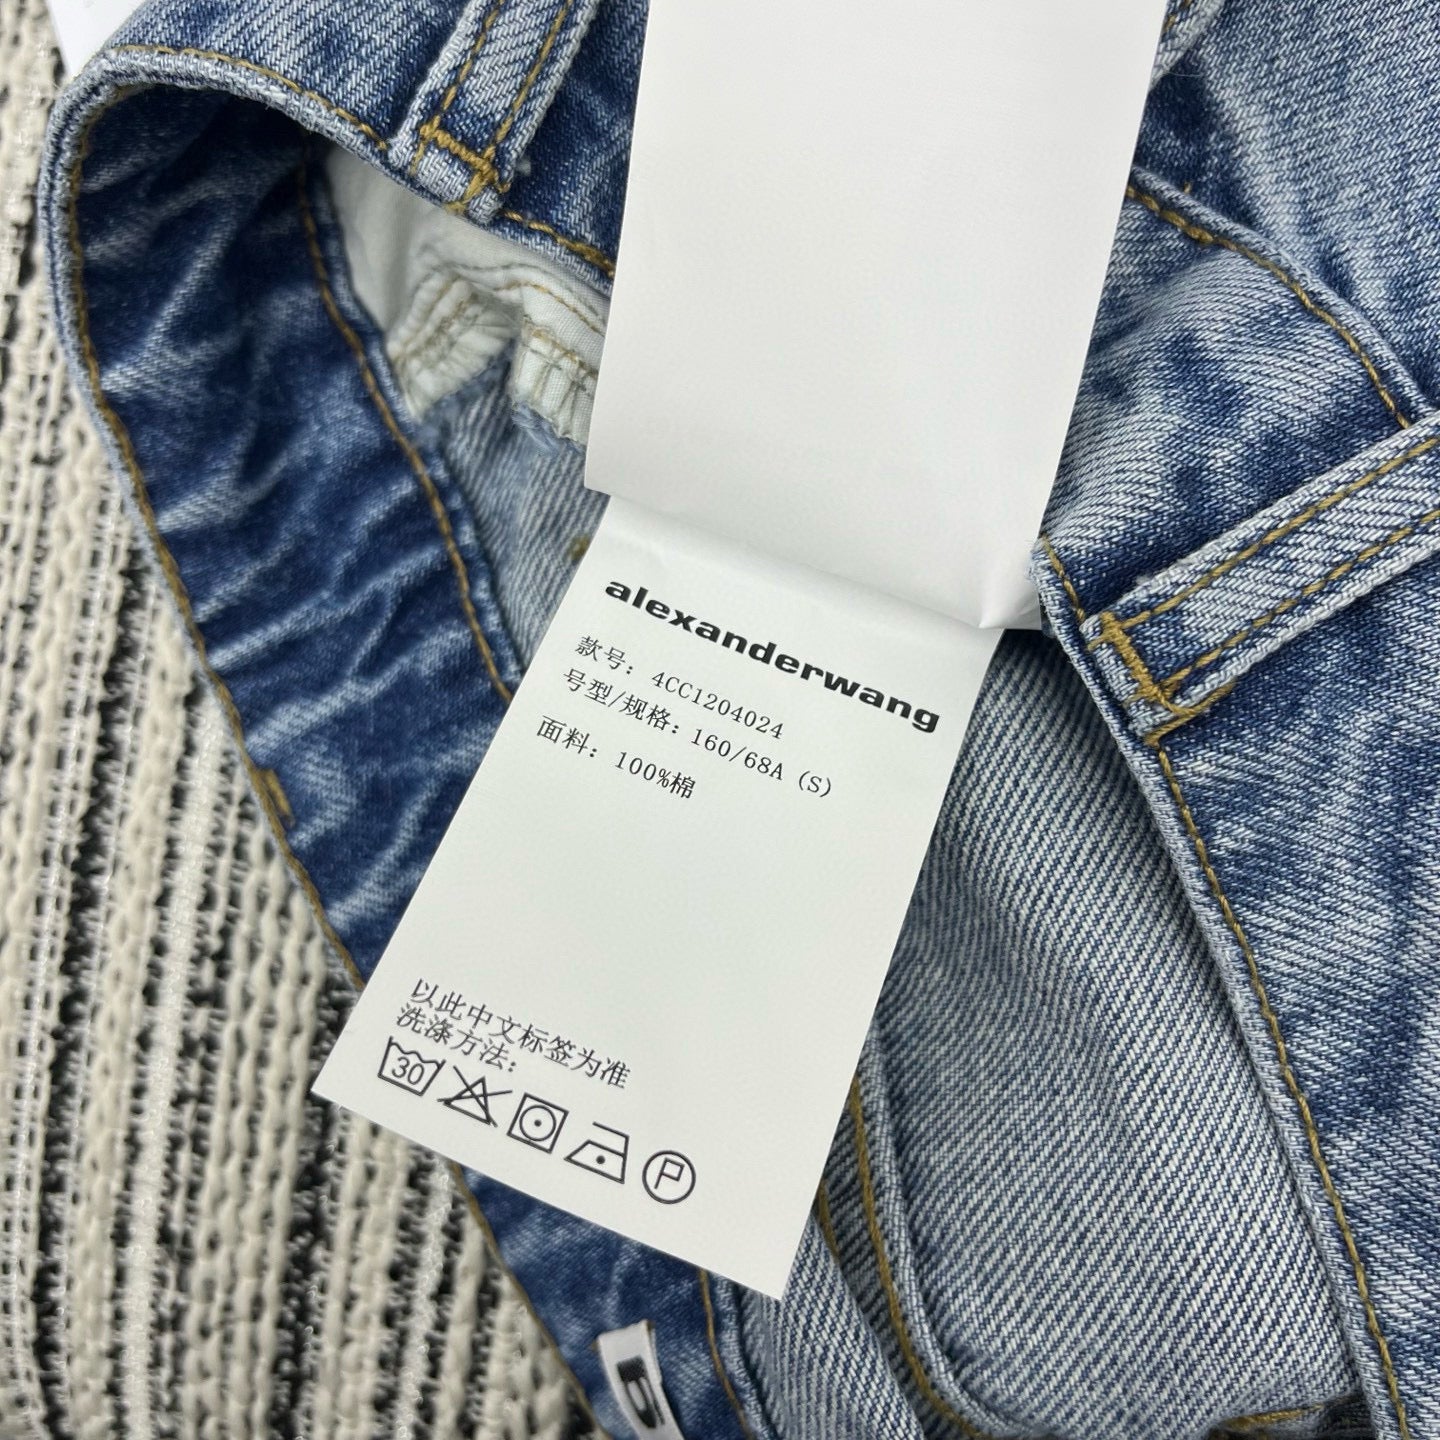 alexanderwang
款号: 4CC1204024
号型/规格: 160/68A (S)
面料: 100%棉
以此中文标签为准
洗涤方法:
30
P
S